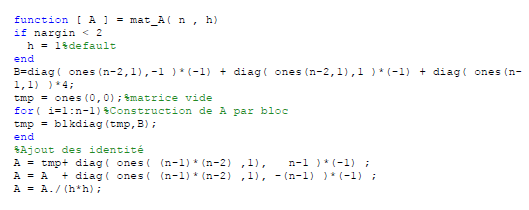 function [ A ] = mat_A( n , h)
if nargin < 2
  h = 1%default
end
B=diag( ones(n-2,1),-1 )*(-1) + diag( ones(n-2,1),1 )*(-1) + diag( ones(n-
1,1) )*4;
tmp = ones(0,0);%matrice vide
for( i=1:n-1)%Construction de A par bloc
tmp = blkdiag(tmp,B);
end
%Ajout des identité
A = tmp+ diag( ones( (n-1)*(n-2) ,1),   n-1 )*(-1) ;
A = A  + diag( ones( (n-1)*(n-2) ,1), -(n-1) )*(-1) ;
A = A./(h*h);